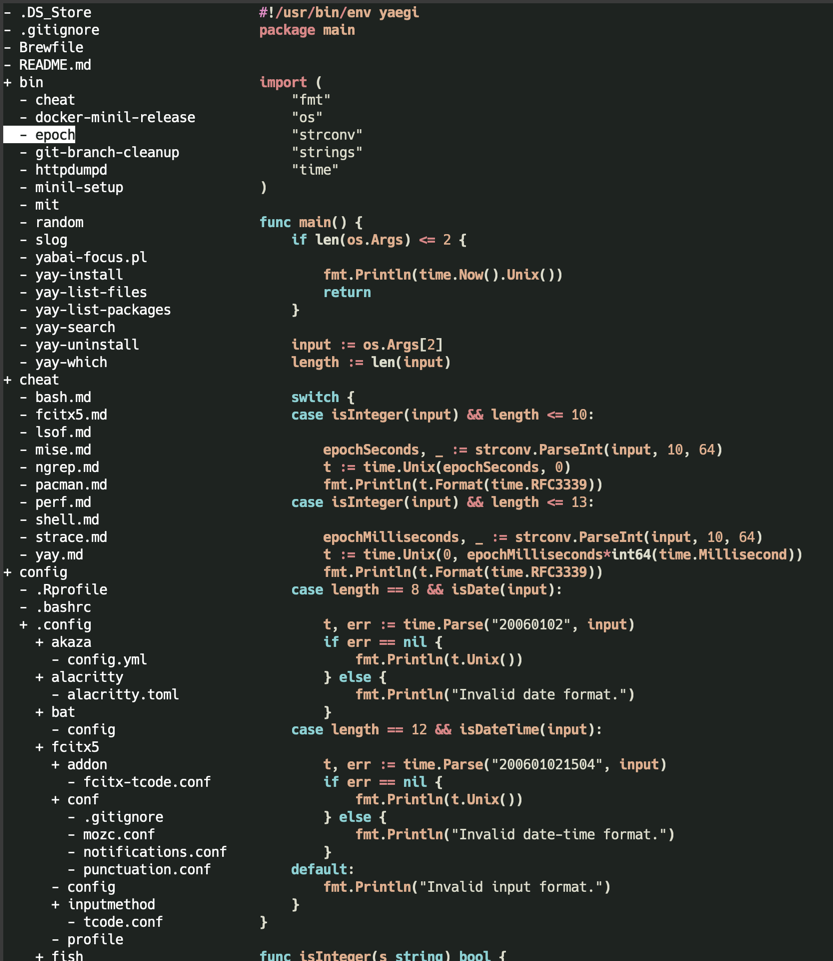 - .DS_Store
- .gitignore
- Brewfile
- README.md
+ bin
- cheat
- docker-minil-release
- epoch
- git-branch-cleanup
- httpdumpd
- minil-setup
- mit
- random
- slog
- yabai-focus.pl
- yay-install
- yay-list-files
- yay-list-packages
- yay-search
- yay-uninstall
- yay-which
+ cheat
- bash.md
- fcitx5.md
- lsof.md
- mise.md
- ngrep.md
- pacman.md
- perf.md
- shell.md
- strace.md
- yay.md
+ config
- .Rprofile
- .bashrc
+ .config
+ akaza
- config.yml
+ alacritty
- alacritty.toml
+ bat
- config
+ fcitx5
+ addon
- fcitx-tcode.conf
+ conf
- .gitignore
- mozc.conf
- notifications.conf
- punctuation.conf
- config
+ inputmethod
- tcode.conf
- profile
+ fish
#!/usr/bin/env yaegi
package main
import (
"fmt"
"os"
"strconv"
"strings"
"time"
)
func main() {
if len(os.Args) <= 2 {
fmt.Println(time.Now().Unix())
return
}
input := os.Args[2]
length := len(input)
switch {
case isInteger(input) && length <= 10:
epochSeconds, _ := strconv.ParseInt(input, 10, 64)
t := time.Unix(epochSeconds, 0)
fmt.Println(t.Format(time.RFC3339))
case isInteger(input) && length <= 13:
epochMilliseconds, _ := strconv.ParseInt(input, 10, 64)
t := time.Unix(0, epochMilliseconds*int64(time.Millisecond))
fmt.Println(t.Format(time.RFC3339))
case length == 8 && isDate(input):
t, err := time.Parse("20060102", input)
if err == nil {
fmt.Println(t.Unix())
} else {
fmt.Println("Invalid date format.")
}
case length == 12 && isDateTime(input):
t, err := time.Parse("200601021504", input)
if err == nil {
fmt.Println(t.Unix())
} else {
fmt.Println("Invalid date-time format.")
}
default:
fmt.Println("Invalid input format.")
}
}
func isInteger(s string) bool {